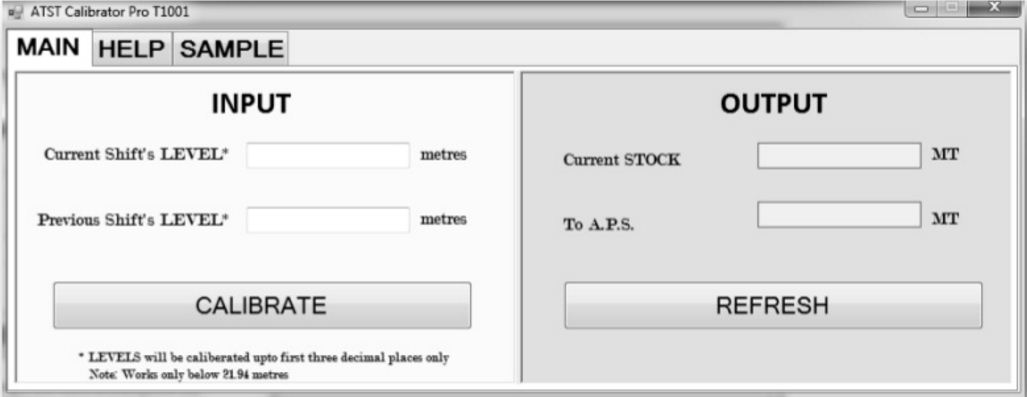 ATST Calibrator Pro T1001
MAIN HELP SAMPLE
INPUT
Current Shift's LEVEL* metres
Previous Shift's LEVEL* metres
CALIBRATE
* LEVELS will be caliberated upto first three decimal places only
Note: Works only below 21.94 metres
OUTPUT
Current STOCK MT
To A.P.S. MT
REFRESH